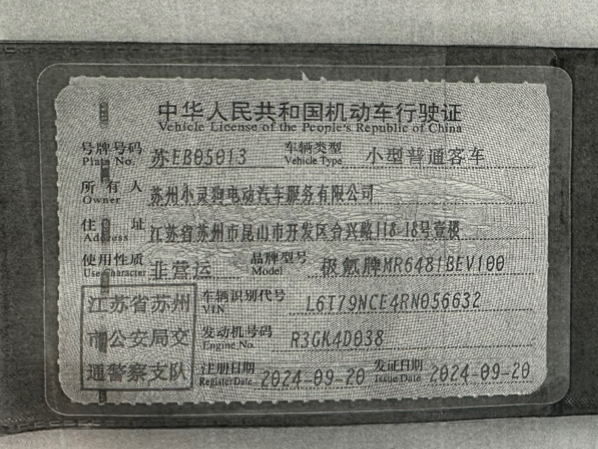 中华人民共和国机动车行驶证
Vehicle License of the People's Republic of China
号牌号码 苏EB05013 车辆类型 小型普通客车
Plate No. Vehicle Type
所有人 苏州小灵狗电动汽车服务有限公司
Owner
住址 江苏省苏州市昆山市开发区合兴路118-18号壹极
Address
使用性质 非营运 品牌型号 极氪牌MR6481BEV100
Use Character Model
江苏省苏州市公安局交通警察支队
车辆识别代号 L6T79NCE4RN056632
VIN
发动机号码 R3GK4D038
Engine No.
注册日期 2024-09-20 发证日期 2024-09-20
Register Date Issue Date